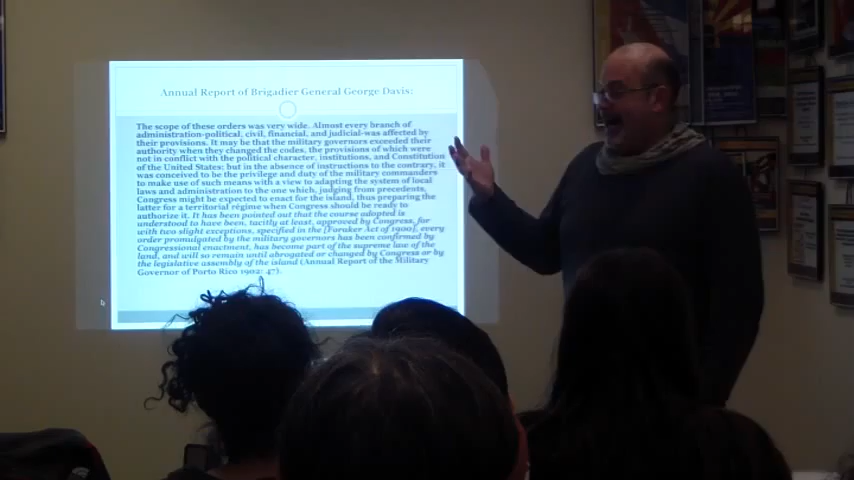 Annual Report of Brigadier General George Davis:
The scope of these orders was very wide. Almost every branch of
administration-political, civil, financial, and judicial-was affected by
their provisions. It may be that the military governors exceeded their
authority when they changed the codes, the provisions of which were
not in conflict with the political character, institutions, and Constitution
of the United States; but in the absence of instructions to the contrary, it
was conceived to be the privilege and duty of the military commanders
to make use of such means with a view to adapting the system of local
laws and administration to the one which, judging from precedents,
Congress might be expected to enact for the island, thus preparing the
latter for a territorial régime when Congress should be ready to
authorize it. It has been pointed out that the course adopted is
understood to have been, tacitly at least, approved by Congress, for
with two slight exceptions, specified in the [Foraker Act of 1900], every
order promulgated by the military governors has been confirmed by
Congressional enactment, has become part of the supreme law of the
land, and will so remain until abrogated or changed by Congress or by
the legislative assembly of the island (Annual Report of the Military
Governor of Porto Rico 1902: 47).